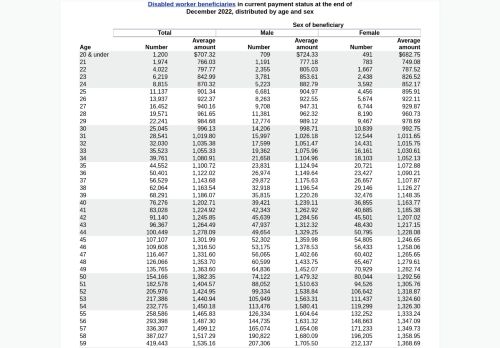 Disabled worker beneficiaries in current payment status at the end of
December 2022, distributed by age and sex
Sex of beneficiary
Total Male Female
Average Average Average
Age Number amount Number amount Number amount
20 & under 1,200 $707.32 709 $724.33 491 $682.75
21 1,974 766.03 1,191 777.18 783 749.08
22 4,022 797.77 2,355 805.03 1,667 787.52
23 6,219 842.99 3,781 853.61 2,438 826.52
24 8,815 870.32 5,223 882.79 3,592 852.17
25 11,137 901.34 6,681 904.97 4,456 895.91
26 13,937 922.37 8,263 922.55 5,674 922.11
27 16,452 940.16 9,708 947.31 6,744 929.87
28 19,571 961.65 11,381 962.32 8,190 960.73
29 22,241 984.68 12,774 989.12 9,467 978.69
30 25,045 996.13 14,206 998.71 10,839 992.75
31 28,541 1,019.80 15,997 1,026.18 12,544 1,011.65
32 32,030 1,035.38 17,599 1,051.47 14,431 1,015.75
33 35,523 1,055.33 19,362 1,075.96 16,161 1,030.61
34 39,761 1,080.91 21,658 1,104.96 18,103 1,052.13
35 44,552 1,100.72 23,831 1,124.94 20,721 1,072.88
36 50,401 1,122.02 26,974 1,149.64 23,427 1,090.21
37 56,529 1,143.68 29,872 1,175.63 26,657 1,107.87
38 62,064 1,163.54 32,918 1,196.54 29,146 1,126.27
39 68,291 1,186.07 35,815 1,220.28 32,476 1,148.35
40 76,276 1,202.71 39,421 1,239.11 36,855 1,163.77
41 83,028 1,224.92 42,343 1,262.92 40,685 1,185.38
42 91,140 1,245.85 45,639 1,284.56 45,501 1,207.02
43 96,367 1,264.49 47,937 1,312.32 48,430 1,217.15
44 100,449 1,278.09 49,654 1,329.25 50,795 1,228.08
45 107,107 1,301.99 52,302 1,359.98 54,805 1,246.65
46 109,608 1,316.50 53,175 1,378.53 56,433 1,258.06
47 116,467 1,331.60 56,065 1,402.66 60,402 1,265.65
48 126,066 1,353.70 60,599 1,433.75 65,467 1,279.61
49 135,765 1,363.60 64,836 1,452.07 70,929 1,282.74
50 154,166 1,382.35 74,122 1,479.32 80,044 1,292.56
51 182,578 1,404.57 88,052 1,510.63 94,526 1,305.76
52 205,976 1,424.95 99,334 1,538.84 106,642 1,318.87
53 217,386 1,440.94 105,949 1,563.31 111,437 1,324.60
54 232,775 1,450.18 113,476 1,580.41 119,299 1,326.30
55 258,586 1,465.83 126,334 1,604.64 132,252 1,333.24
56 293,398 1,487.30 144,735 1,631.32 148,663 1,347.09
57 336,307 1,499.12 165,074 1,654.08 171,233 1,349.73
58 387,027 1,517.29 190,822 1,680.09 196,205 1,358.95
59 419,443 1,535.16 207,306 1,705.50 212,137 1,368.69